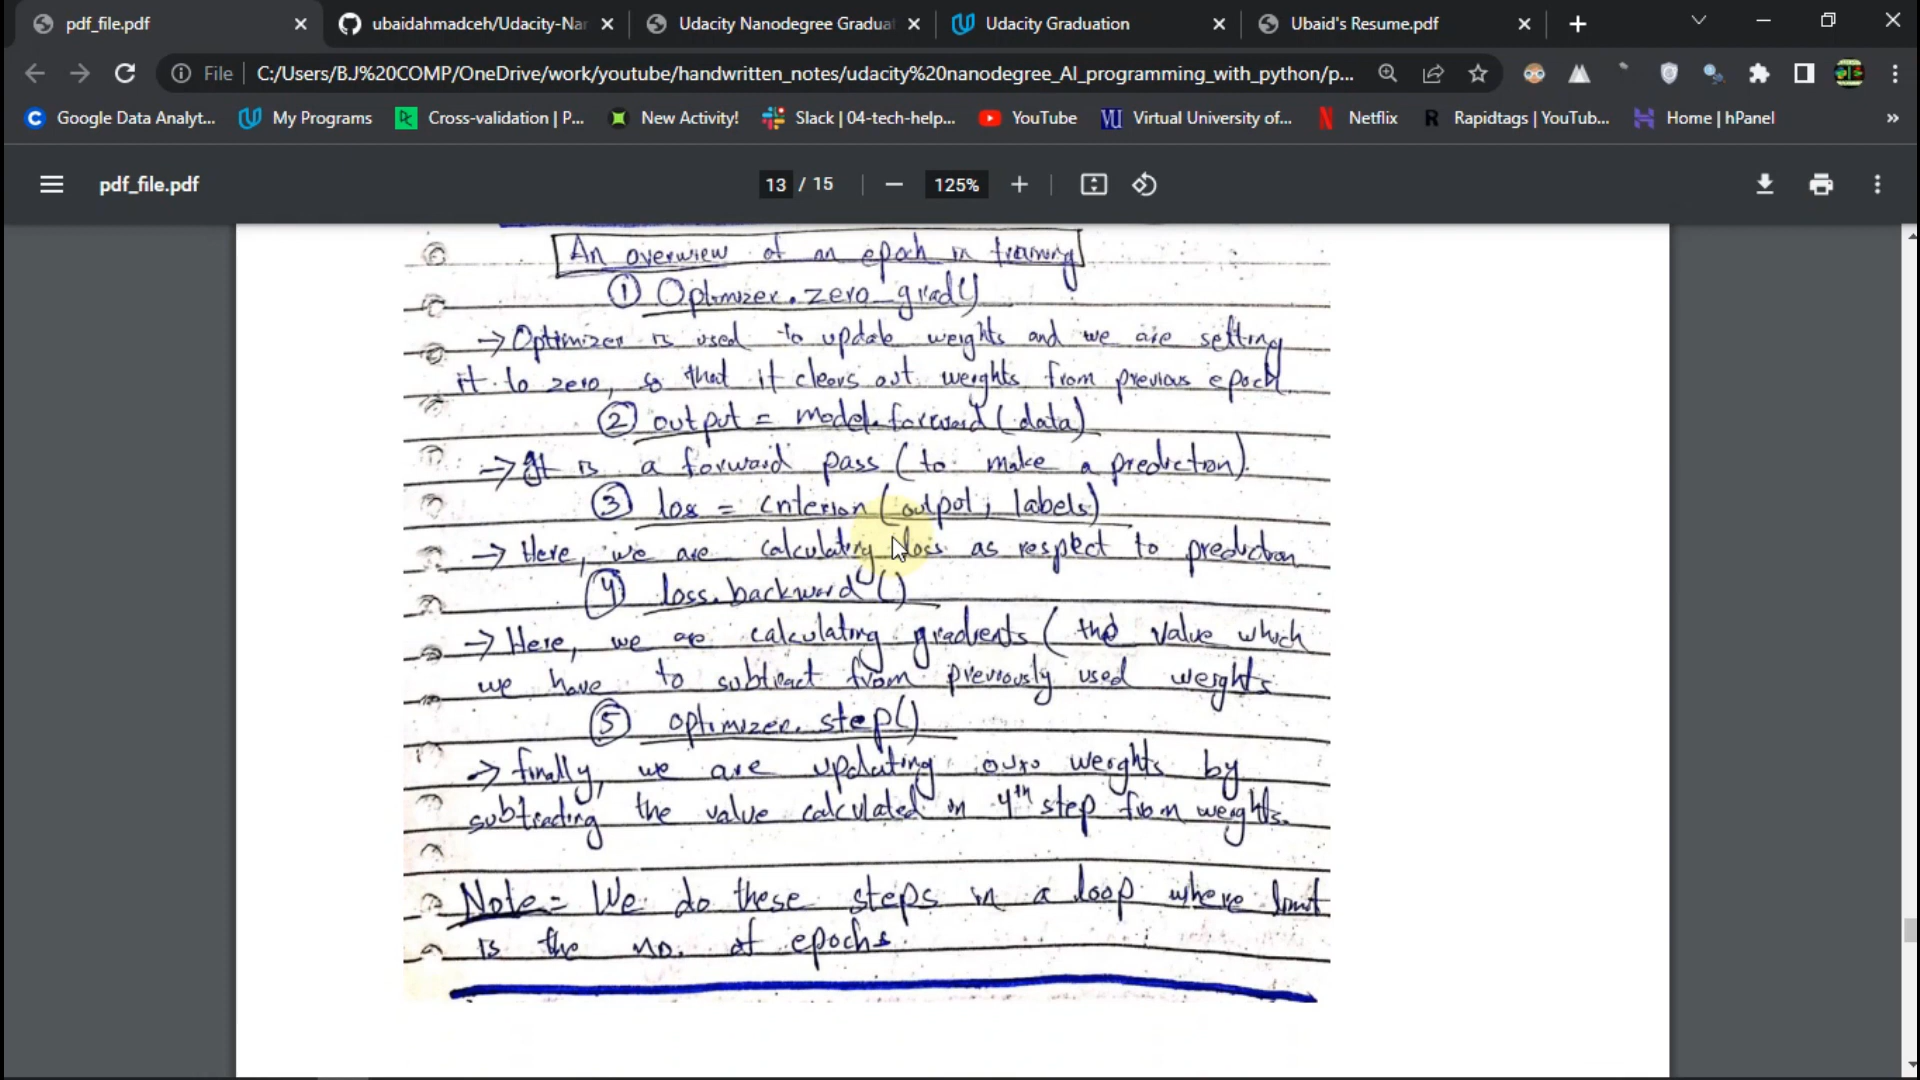 pdf_file.pdf
ubaidahmadceh/Udacity-Nan
Udacity Nanodegree Graduat
Udacity Graduation
Ubaid's Resume.pdf
File
C:/Users/BJ%20COMP/OneDrive/work/youtube/handwritten_notes/udacity%20nanodegree_AI_programming_with_python/p...
Google Data Analyt...
My Programs
Cross-validation | P...
New Activity!
Slack | 04-tech-help...
YouTube
Virtual University of...
Netflix
Rapidtags | YouTub...
Home | hPanel
»
pdf_file.pdf
13 / 15
125%
An overview of an epoch in training
① Optimizer.zero_grad()
→ Optimizer is used to update weights and we are setting
it to zero, so that it clears out weights from previous epoch
② output = model.forward(data)
→ It is a forward pass (to make a prediction).
③ loss = criterion (output, labels)
→ Here, we are calculating loss as respect to prediction
④ loss.backward ()
→ Here, we are calculating gradients ( the value which
we have to subtract from previously used weights
⑤ optimizer.step()
→ finally, we are updating our weights by
subtracting the value calculated in 4th step from weights.
Note = We do these steps in a loop where limit
is the no. of epochs.